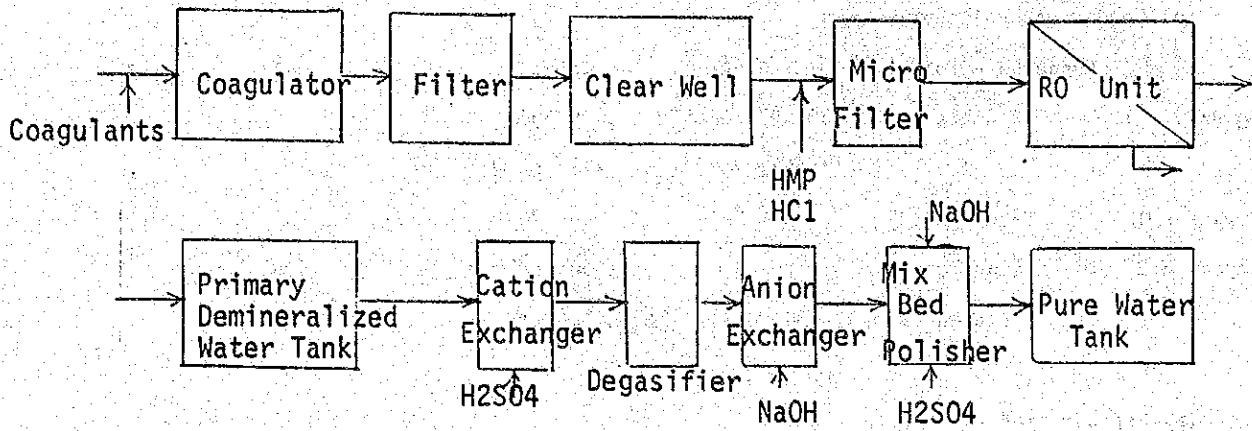 Coagulants
Coagulator
Filter
Clear Well
HMP
HCl
Micro
Filter
RO Unit
Primary
Demineralized
Water Tank
Cation
Exchanger
H2SO4
Degasifier
Anion
Exchanger
NaOH
NaOH
Mix
Bed
Polisher
H2SO4
Pure Water
Tank